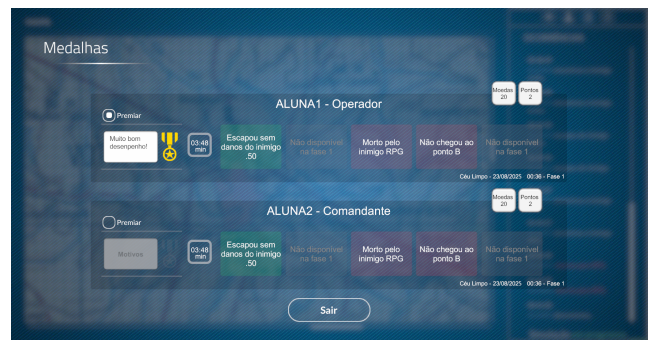 Medalhas
ALUNA1 - Operador
Moedas
20
Pontos
2
Premiar
Muito bom
desenpenho!
03:48
min
Escapou sem
danos do inimigo
.50
Não disponível
na fase 1
Morto pelo
inimigo RPG
Não chegou ao
ponto B
Não disponível
na fase 1
Céu Limpo - 23/08/2025 00:36 - Fase 1
ALUNA2 - Comandante
Moedas
20
Pontos
2
Premiar
Motivos
03:48
min
Escapou sem
danos do inimigo
.50
Não disponível
na fase 1
Morto pelo
inimigo RPG
Não chegou ao
ponto B
Não disponível
na fase 1
Céu Limpo - 23/08/2025 00:36 - Fase 1
Sair